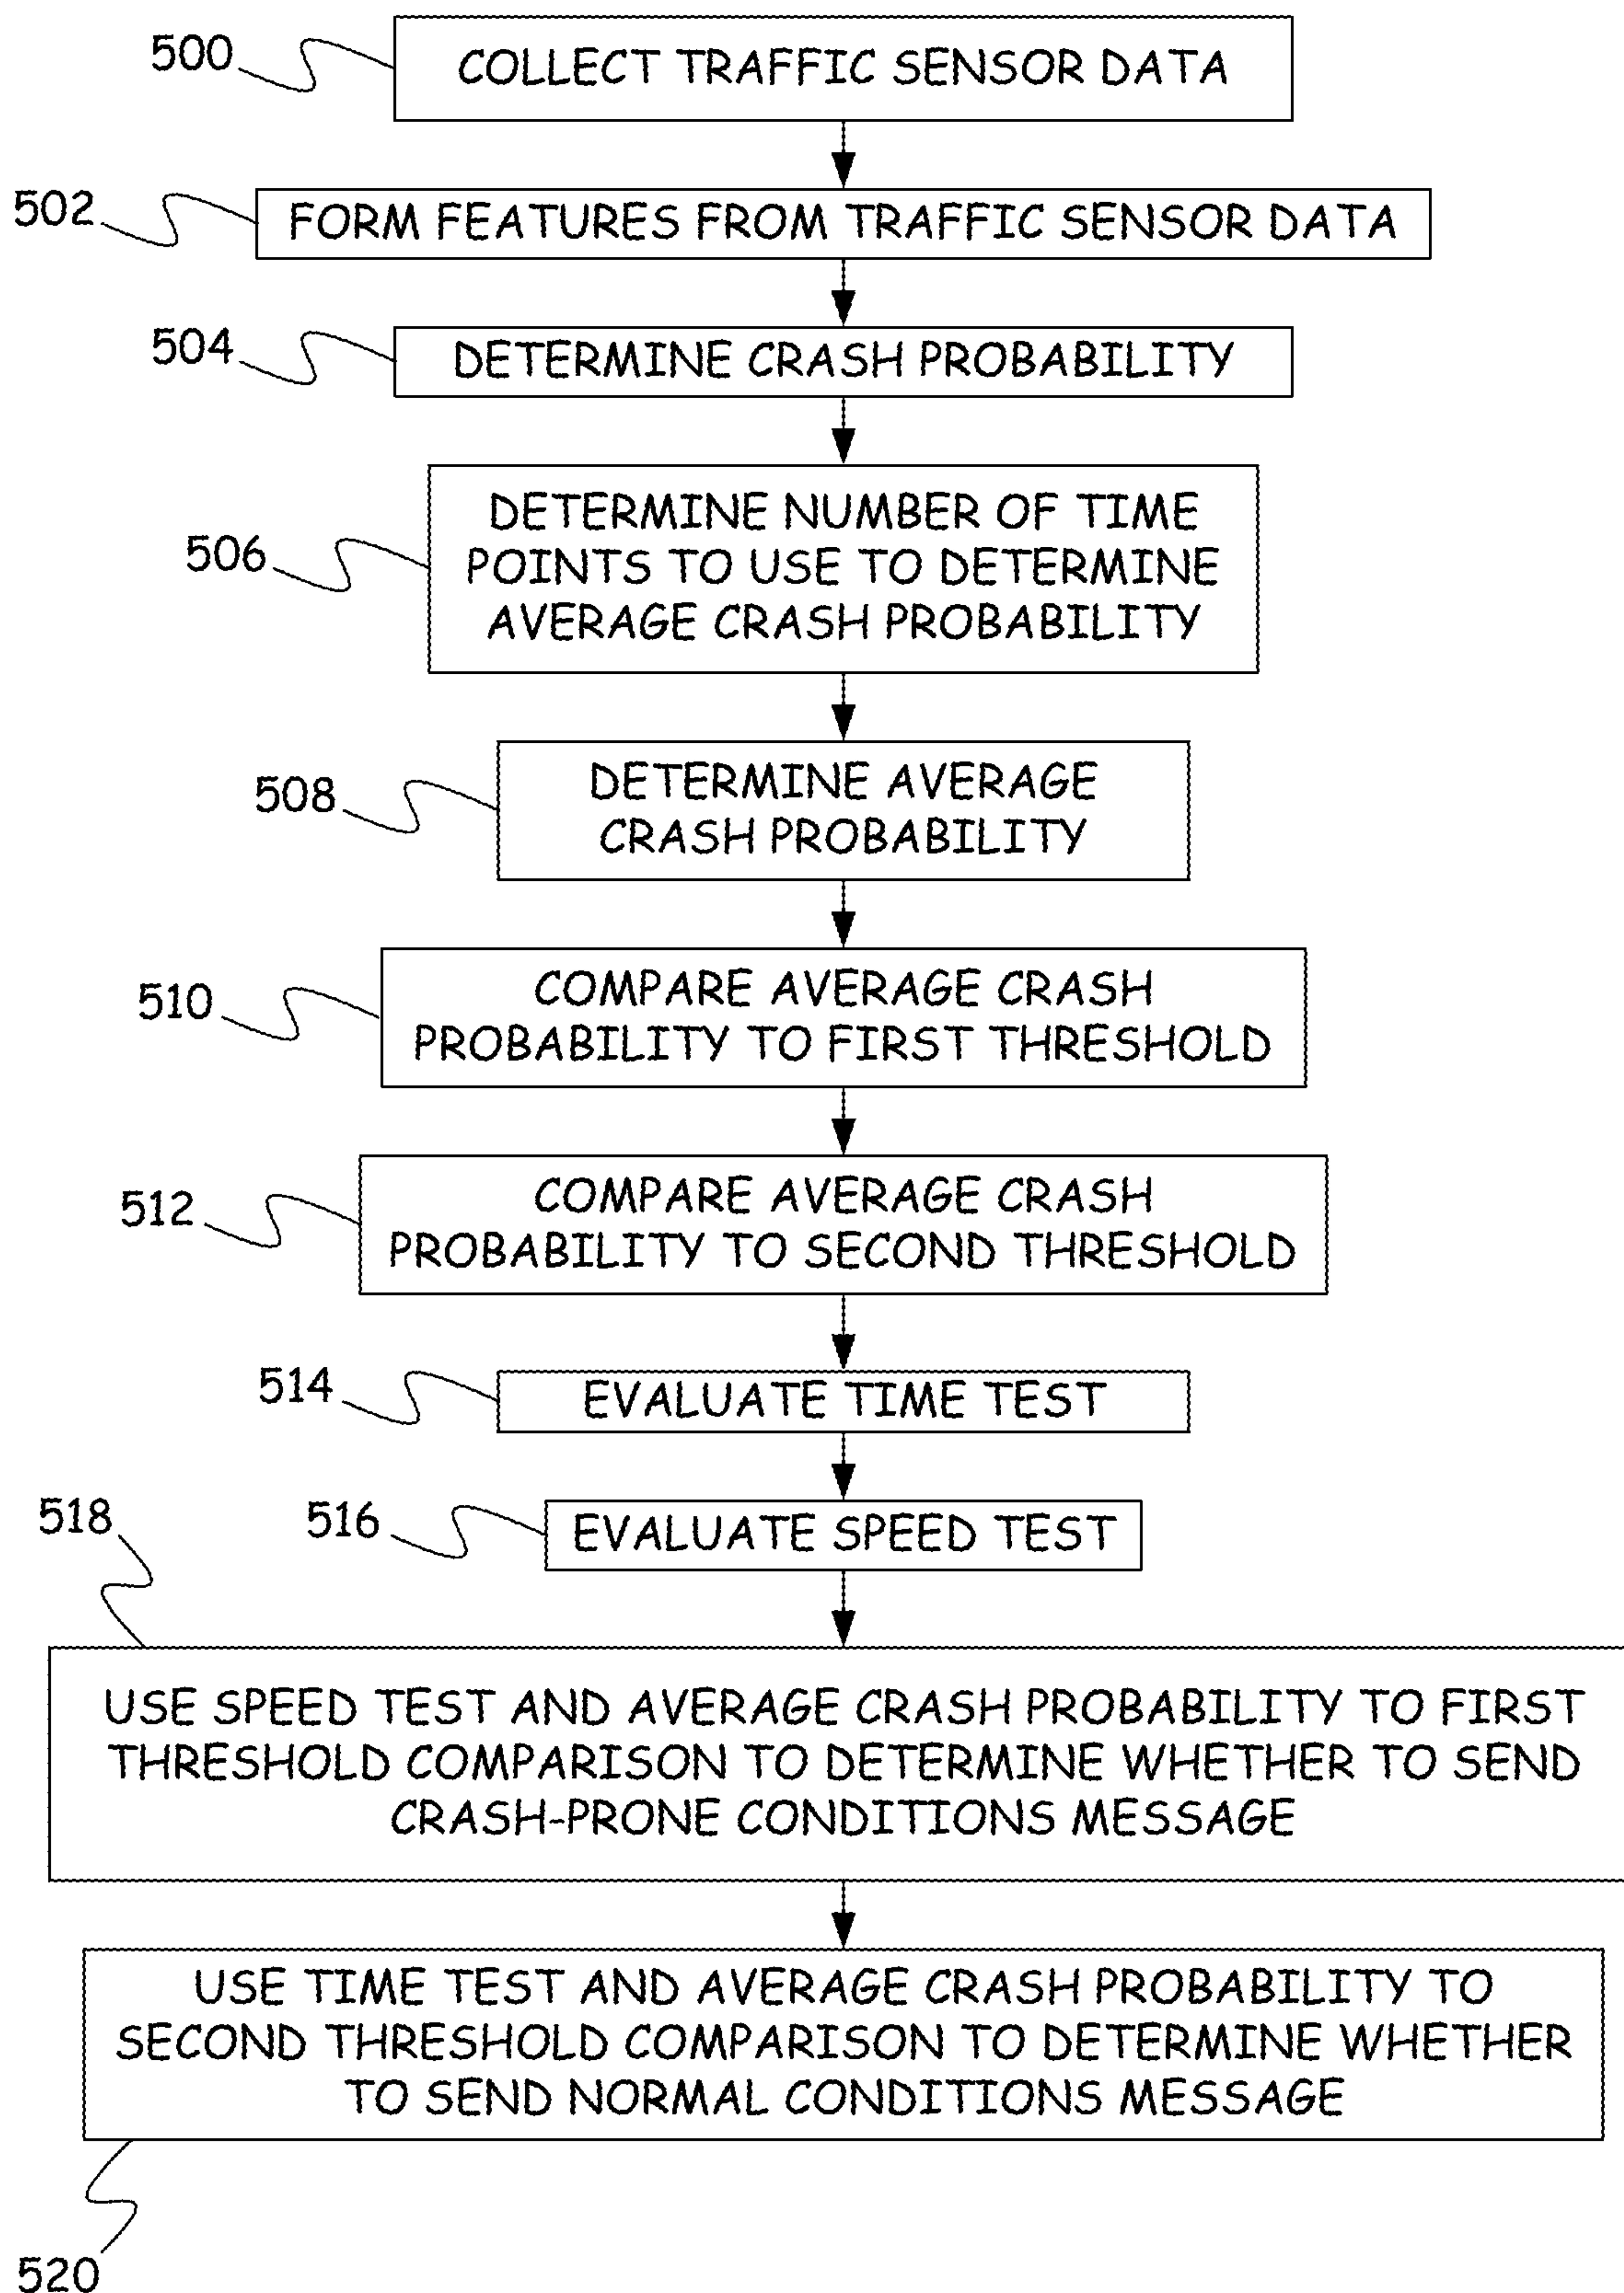 500
COLLECT TRAFFIC SENSOR DATA
502
FORM FEATURES FROM TRAFFIC SENSOR DATA
504
DETERMINE CRASH PROBABILITY
506
DETERMINE NUMBER OF TIME
POINTS TO USE TO DETERMINE
AVERAGE CRASH PROBABILITY
508
DETERMINE AVERAGE
CRASH PROBABILITY
510
COMPARE AVERAGE CRASH
PROBABILITY TO FIRST THRESHOLD
512
COMPARE AVERAGE CRASH
PROBABILITY TO SECOND THRESHOLD
514
EVALUATE TIME TEST
516
EVALUATE SPEED TEST
518
USE SPEED TEST AND AVERAGE CRASH PROBABILITY TO FIRST
THRESHOLD COMPARISON TO DETERMINE WHETHER TO SEND
CRASH-PRONE CONDITIONS MESSAGE
USE TIME TEST AND AVERAGE CRASH PROBABILITY TO
SECOND THRESHOLD COMPARISON TO DETERMINE WHETHER
TO SEND NORMAL CONDITIONS MESSAGE
520